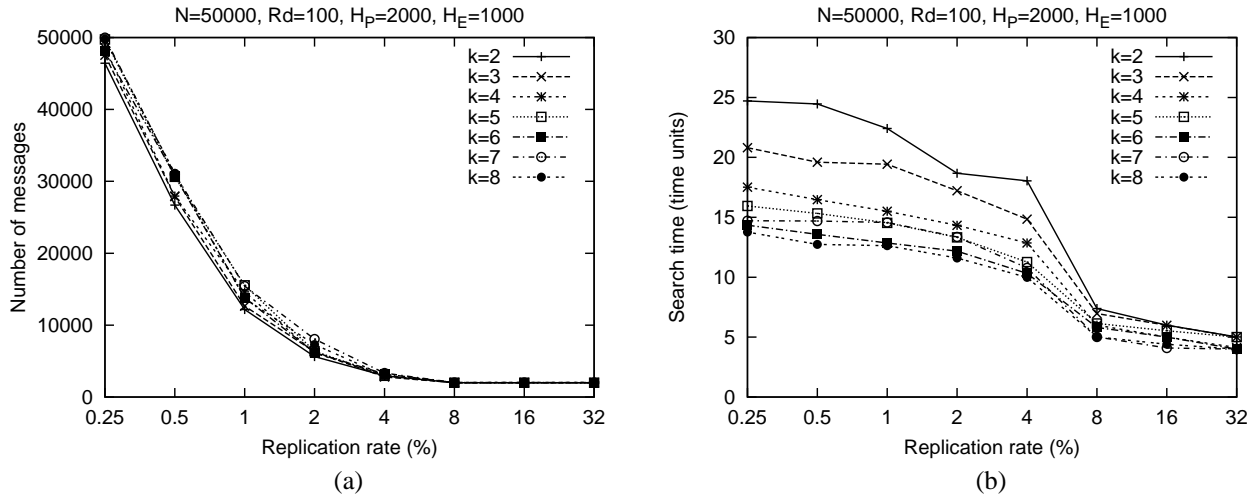 N=50000, Rd=100, H_P=2000, H_E=1000
50000
40000
30000
20000
10000
0
Number of messages
k=2
k=3
k=4
k=5
k=6
k=7
k=8
0.25 0.5 1 2 4 8 16 32
Replication rate (%)
(a)
N=50000, Rd=100, H_P=2000, H_E=1000
30
25
20
15
10
5
0
Search time (time units)
k=2
k=3
k=4
k=5
k=6
k=7
k=8
0.25 0.5 1 2 4 8 16 32
Replication rate (%)
(b)